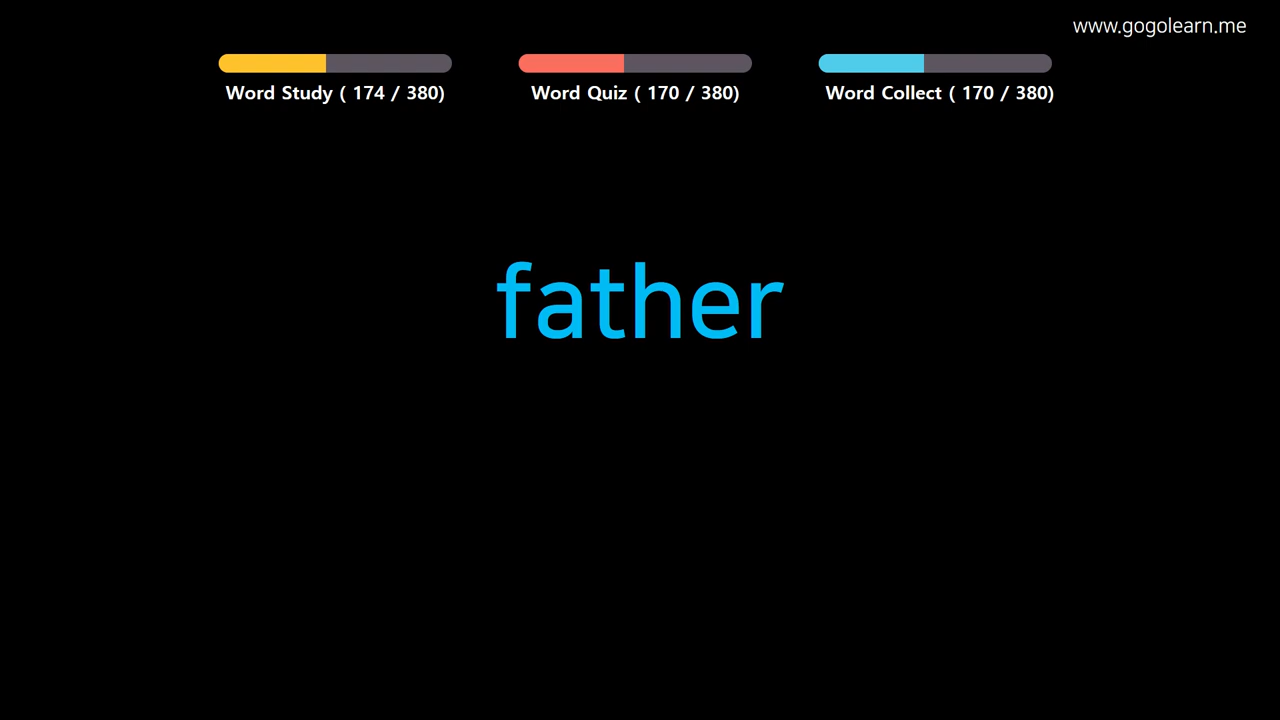 www.gogolearn.me
Word Study ( 174 / 380)
Word Quiz ( 170 / 380)
Word Collect ( 170 / 380)
father